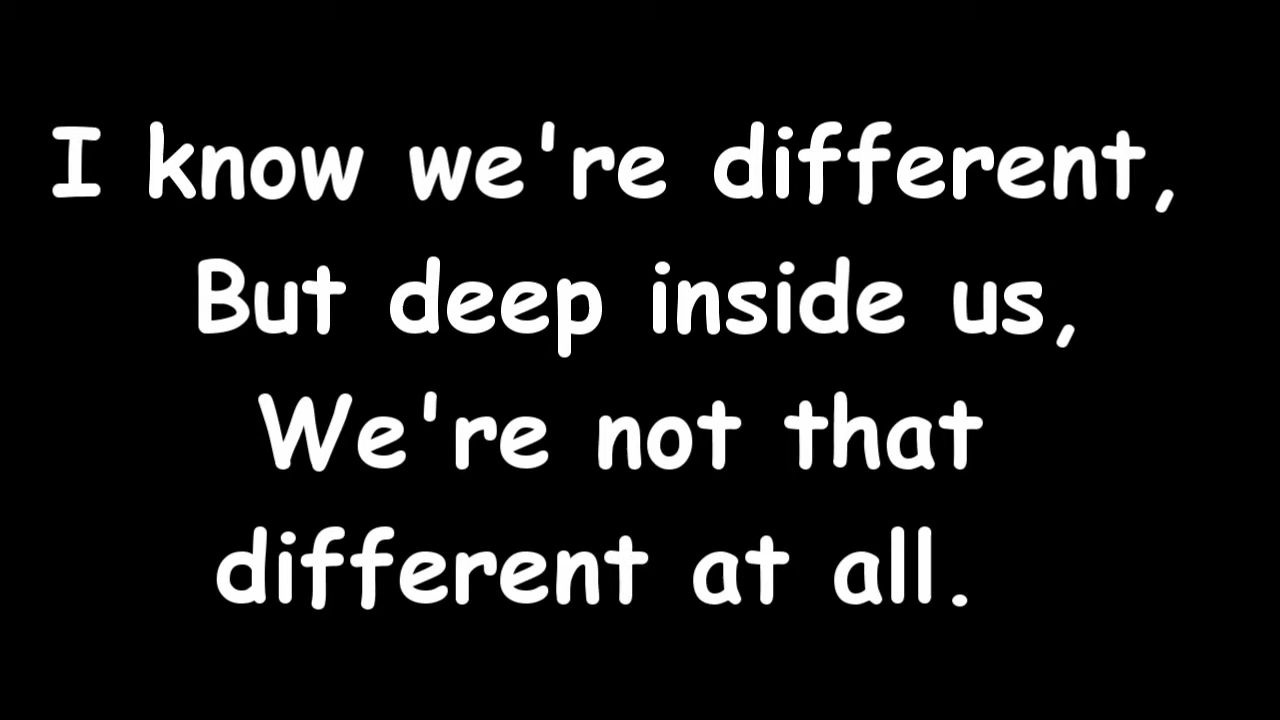 I know we're different,
But deep inside us,
We're not that
different at all.